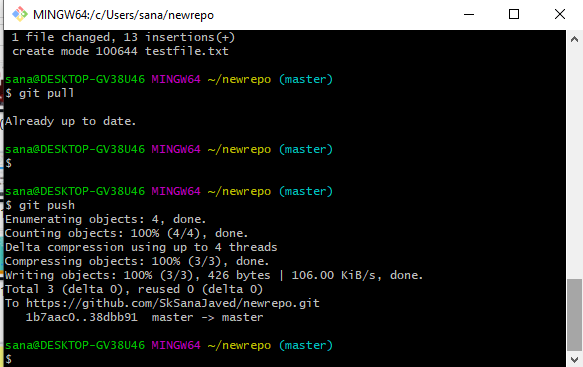 MINGW64:/c/Users/sana/newrepo
1 file changed, 13 insertions(+)
create mode 100644 testfile.txt
sana@DESKTOP-GV38U46 MINGW64 ~/newrepo (master)
$ git pull
Already up to date.
sana@DESKTOP-GV38U46 MINGW64 ~/newrepo (master)
$
sana@DESKTOP-GV38U46 MINGW64 ~/newrepo (master)
$ git push
Enumerating objects: 4, done.
Counting objects: 100% (4/4), done.
Delta compression using up to 4 threads
Compressing objects: 100% (3/3), done.
Writing objects: 100% (3/3), 426 bytes | 106.00 KiB/s, done.
Total 3 (delta 0), reused 0 (delta 0)
To https://github.com/SkSanaJaved/newrepo.git
1b7aac0..38dbb91  master -> master
sana@DESKTOP-GV38U46 MINGW64 ~/newrepo (master)
$